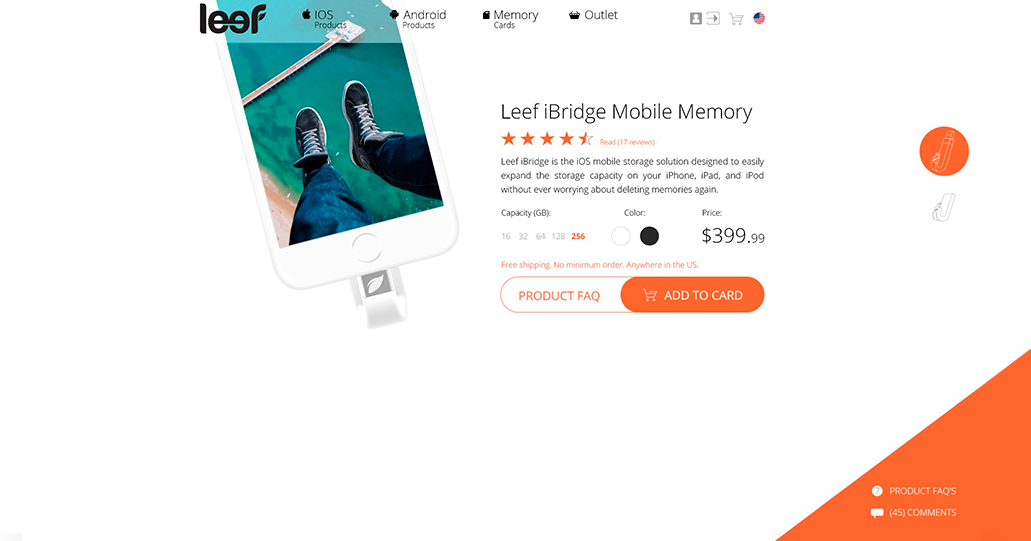 leef
IOS
Products
Android
Products
Memory
Cards
Outlet
Leef iBridge Mobile Memory
Read (17 reviews)
Leef iBridge is the iOS mobile storage solution designed to easily
expand the storage capacity on your iPhone, iPad, and iPod
without ever worrying about deleting memories again.
Capacity (GB):
Color:
Price:
16 32 64 128 256
$399.99
Free shipping. No minimum order. Anywhere in the US.
PRODUCT FAQ
ADD TO CARD
PRODUCT FAQ'S
(45) COMMENTS